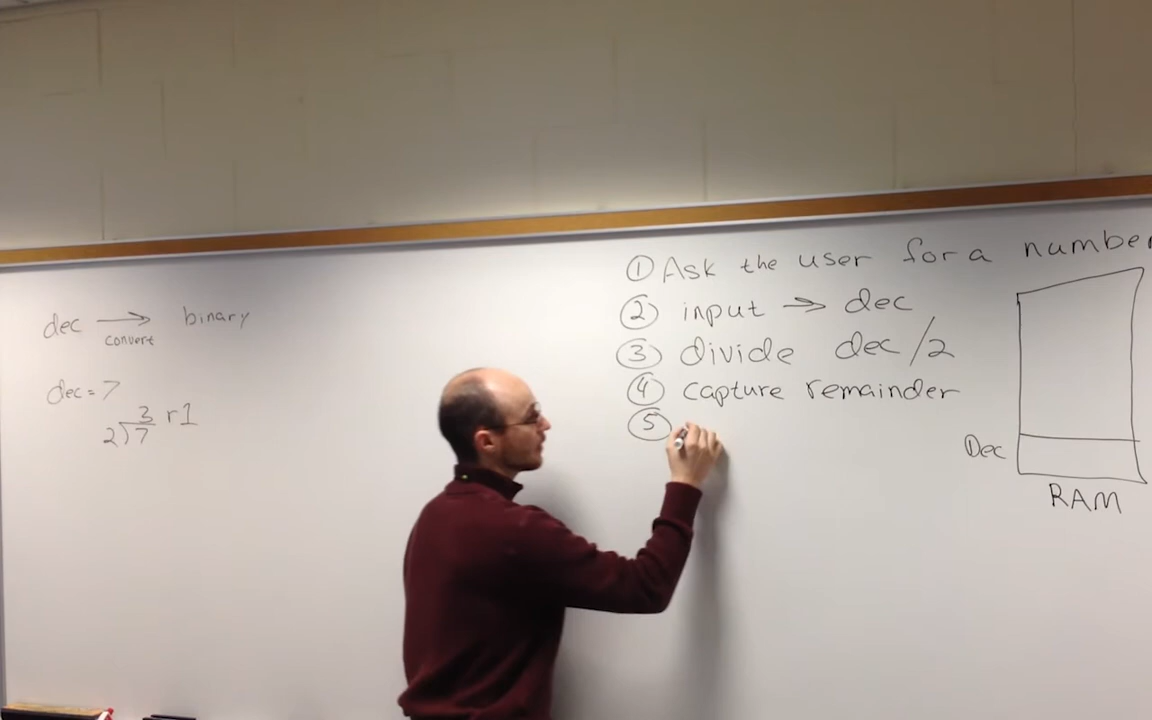 dec → binary
convert
dec = 7
3 r1
2)7
① Ask the user for a number
② input → dec
③ divide dec/2
④ capture remainder
⑤
Dec
RAM